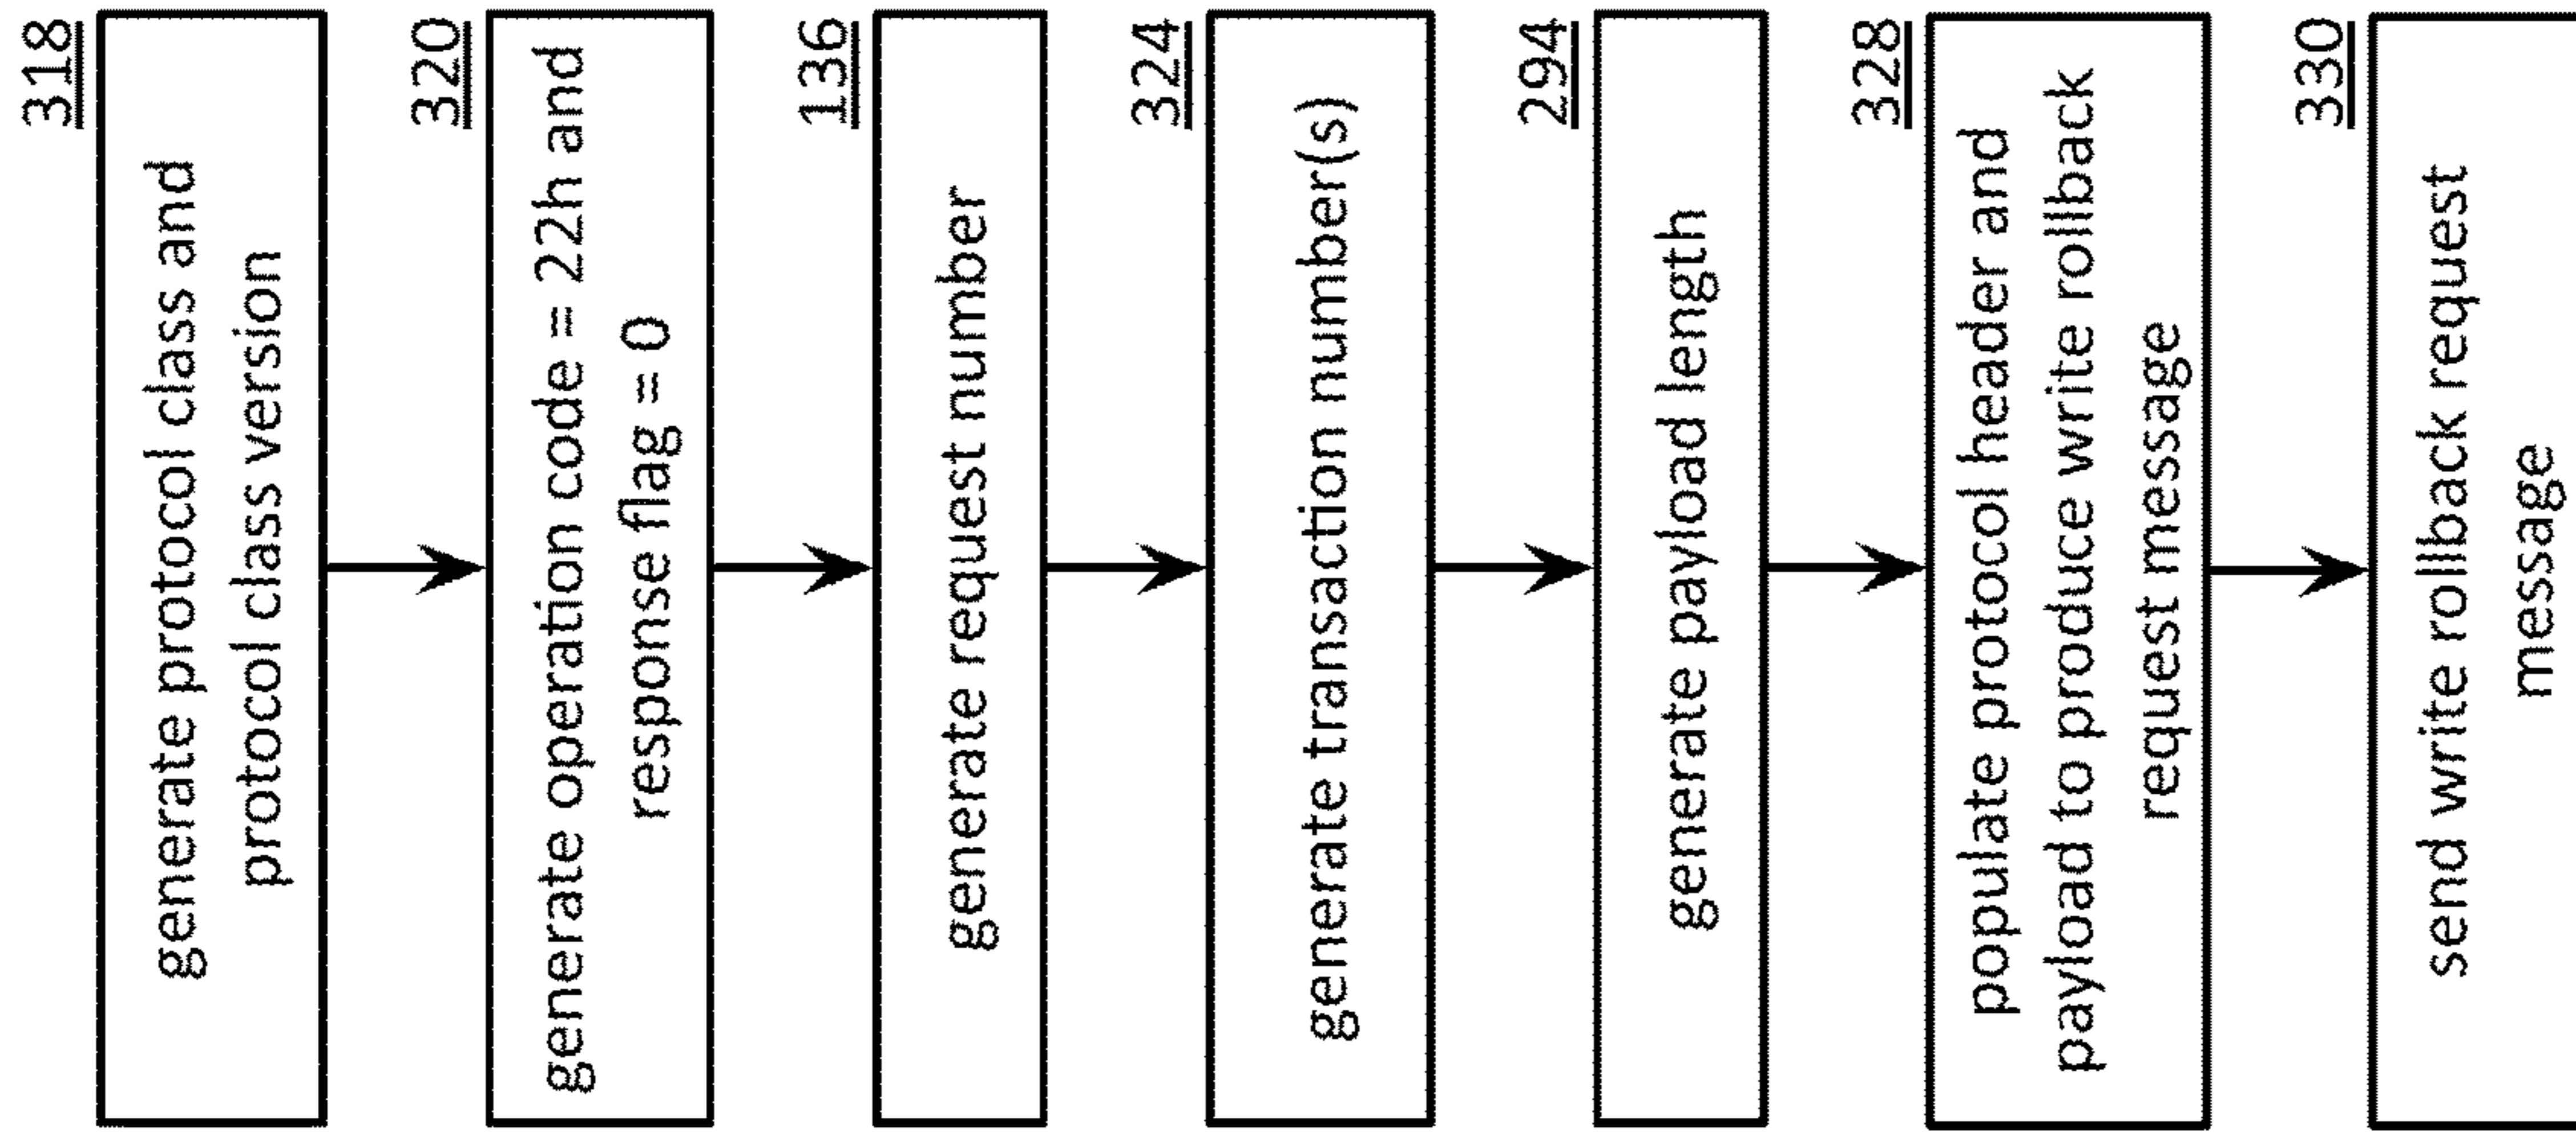 318
generate protocol class and
protocol class version
320
generate operation code = 22h and
response flag = 0
136
generate request number
324
generate transaction number(s)
294
generate payload length
328
populate protocol header and
payload to produce write rollback
request message
330
send write rollback request
message